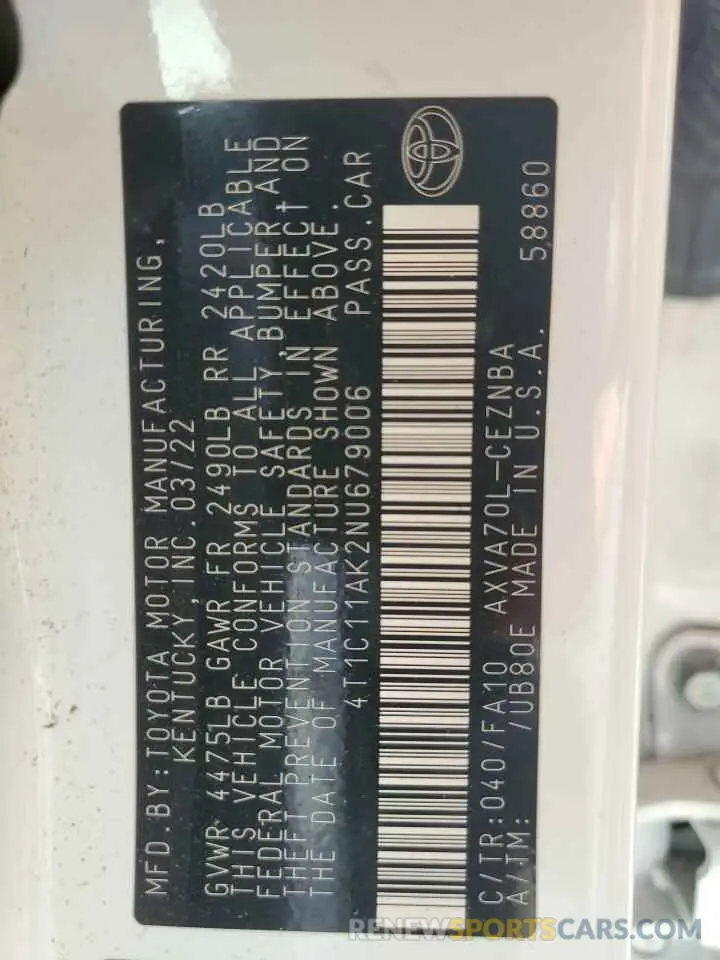 MFD.BY:TOYOTA MOTOR MANUFACTURING,
KENTUCKY,INC.03/22
GVWR 4475LB GAWR FR 2490LB RR 2420LB
THIS VEHICLE CONFORMS TO ALL APPLICABLE
FEDERAL MOTOR VEHICLE SAFETY, BUMPER, AND
THEFT PREVENTION STANDARDS IN EFFECT ON
THE DATE OF MANUFACTURE SHOWN ABOVE.
4T1C11AK2NU679006 PASS.CAR
C/TR:040/FA10 AXVA70L-CEZNBA 58860
A/TM: /UB80E MADE IN U.S.A.
RENEWSPORTSCARS.COM